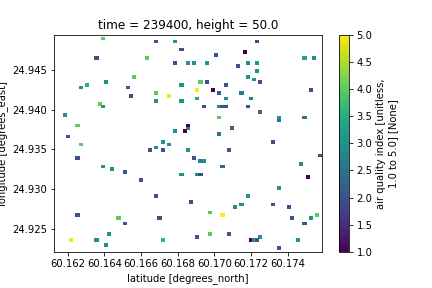 time = 239400, height = 50.0
24.945
24.940
24.935
24.930
24.925
longitude [degrees_east]
60.162 60.164 60.166 60.168 60.170 60.172 60.174
latitude [degrees_north]
5.0
4.5
4.0
3.5
3.0
2.5
2.0
1.5
1.0
air quality index [unitless,
1.0 to 5.0] [None]